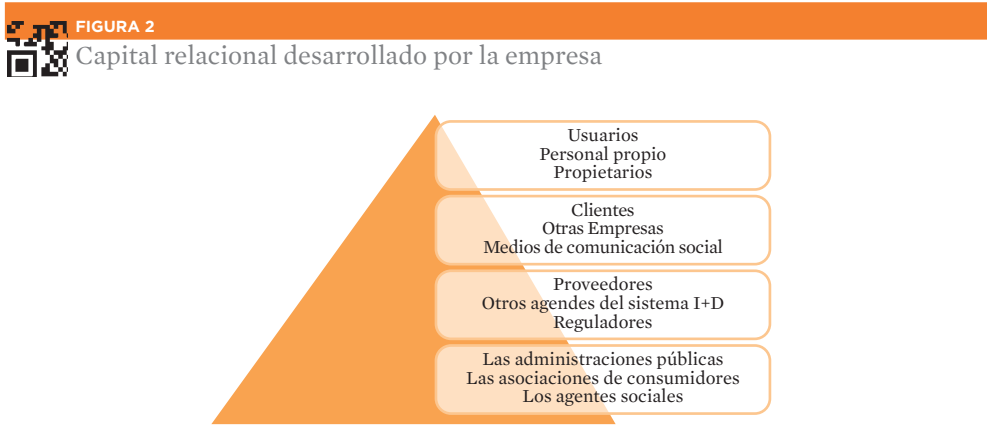 FIGURA 2
Capital relacional desarrollado por la empresa
Usuarios
Personal propio
Propietarios
Clientes
Otras Empresas
Medios de comunicación social
Proveedores
Otros agendes del sistema I+D
Reguladores
Las administraciones públicas
Las asociaciones de consumidores
Los agentes sociales